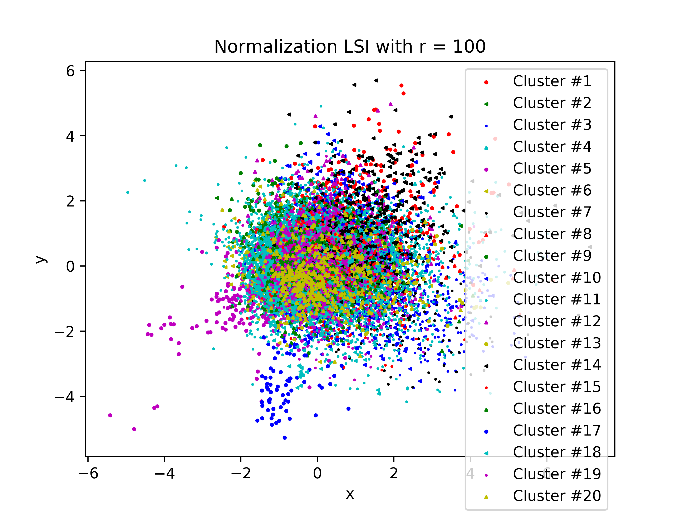 Normalization LSI with r = 100
6
4
2
0
−2
−4
y
−6
−4
−2
0
2
4
6
x
Cluster #1
Cluster #2
Cluster #3
Cluster #4
Cluster #5
Cluster #6
Cluster #7
Cluster #8
Cluster #9
Cluster #10
Cluster #11
Cluster #12
Cluster #13
Cluster #14
Cluster #15
Cluster #16
Cluster #17
Cluster #18
Cluster #19
Cluster #20